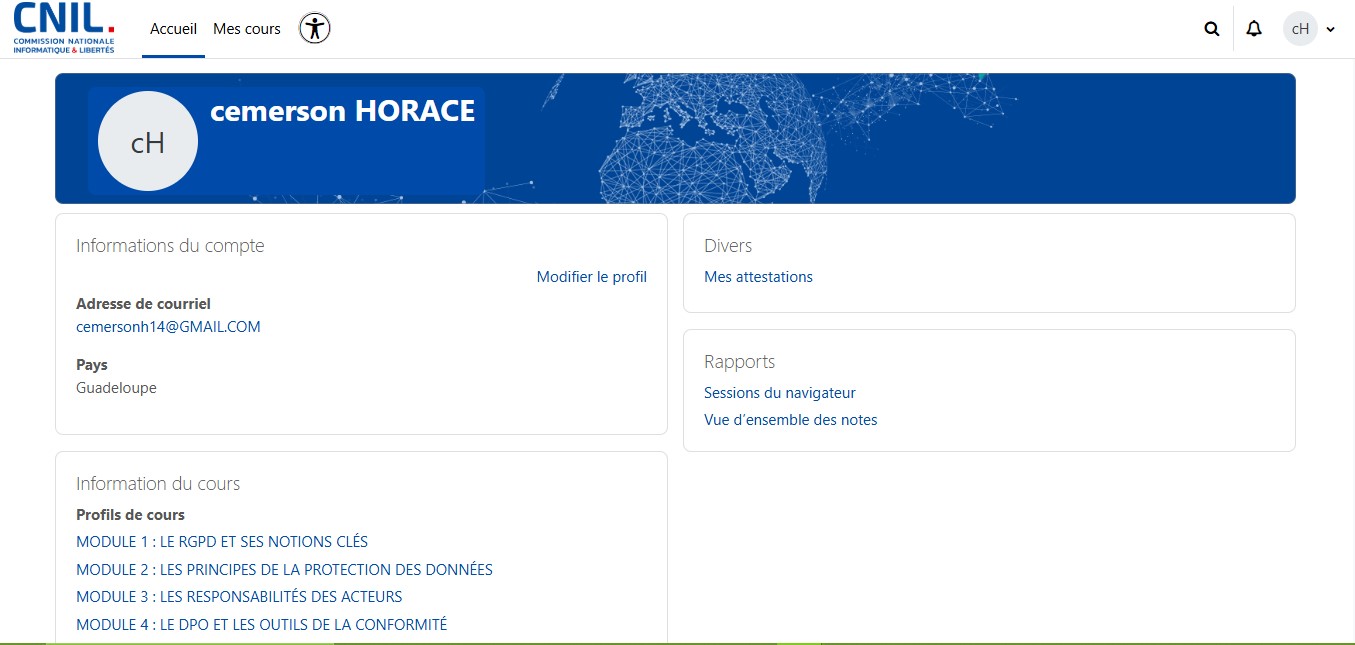 CNIL.
COMMISSION NATIONALE
INFORMATIQUE & LIBERTÉS
Accueil
Mes cours
cH
cH
cemerson HORACE
Informations du compte
Modifier le profil
Adresse de courriel
cemersonh14@GMAIL.COM
Pays
Guadeloupe
Information du cours
Profils de cours
MODULE 1 : LE RGPD ET SES NOTIONS CLÉS
MODULE 2 : LES PRINCIPES DE LA PROTECTION DES DONNÉES
MODULE 3 : LES RESPONSABILITÉS DES ACTEURS
MODULE 4 : LE DPO ET LES OUTILS DE LA CONFORMITÉ
Divers
Mes attestations
Rapports
Sessions du navigateur
Vue d’ensemble des notes